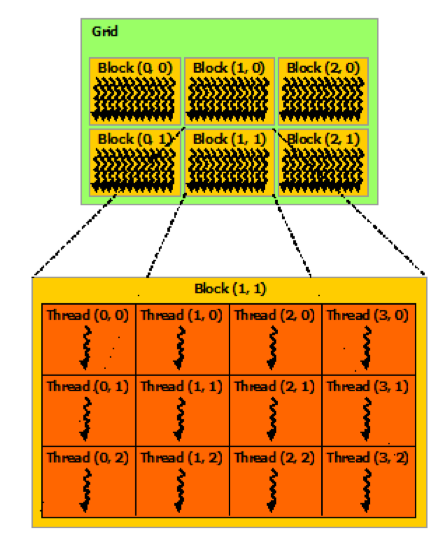 Grid
Block (0, 0) Block (1, 0) Block (2, 0)
Block (0, 1) Block (1, 1) Block (2, 1)
Block (1, 1)
Thread (0, 0) Thread (1, 0) Thread (2, 0) Thread (3, 0)
Thread (0, 1) Thread (1, 1) Thread (2, 1) Thread (3, 1)
Thread (0, 2) Thread (1, 2) Thread (2, 2) Thread (3, 2)